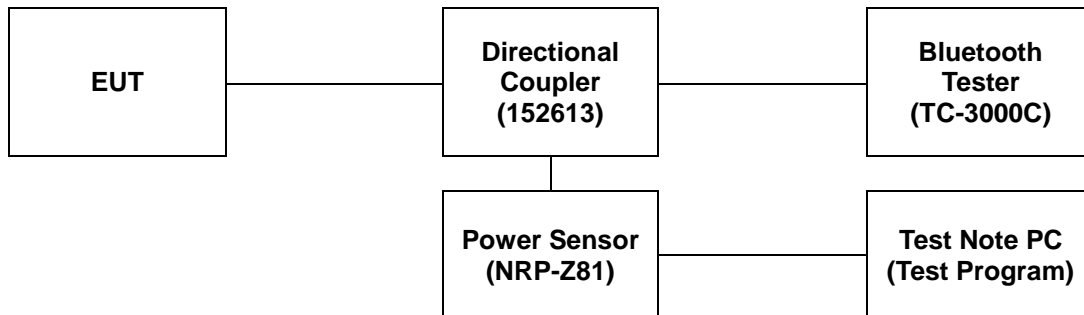 EUT
Directional
Coupler
(152613)
Bluetooth
Tester
(TC-3000C)
Power Sensor
(NRP-Z81)
Test Note PC
(Test Program)